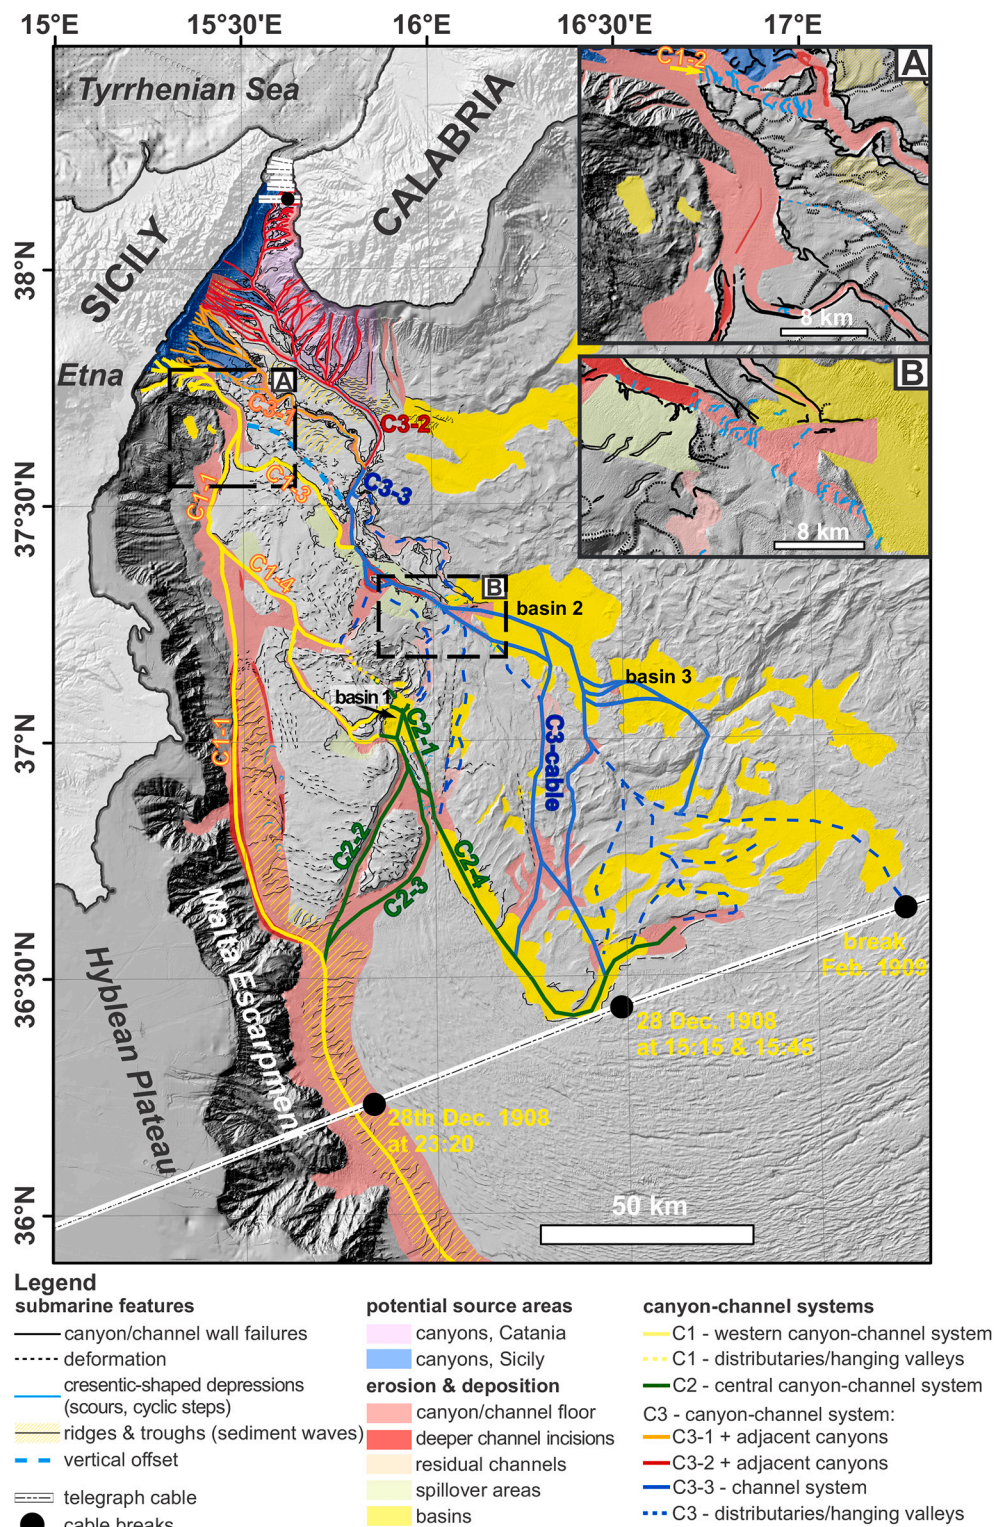 15°E 15°30'E 16°E 16°30'E 17°E
Tyrrhenian Sea
CALABRIA
SICILY
38°N
Etna
37°30'N
37°N
36°30'N
36°N
A
C1-2
8 km
B
8 km
A
C3-1
C3-2
C3-3
C1-1
C1-3
C1-4
B
basin 2
basin 3
basin 1
C2-1
C3-cable
C1-1
C2-2
C2-3
C2-4
Malta Escarpment
Hyblean Plateau
break
Feb. 1909
28 Dec. 1908
at 15:15 & 15:45
28th Dec. 1908
at 23:20
50 km
Legend
submarine features
canyon/channel wall failures
deformation
cresentic-shaped depressions
(scours, cyclic steps)
ridges & troughs (sediment waves)
vertical offset
telegraph cable
cable breaks
potential source areas
canyons, Catania
canyons, Sicily
erosion & deposition
canyon/channel floor
deeper channel incisions
residual channels
spillover areas
basins
canyon-channel systems
C1 - western canyon-channel system
C1 - distributaries/hanging valleys
C2 - central canyon-channel system
C3 - canyon-channel system:
C3-1 + adjacent canyons
C3-2 + adjacent canyons
C3-3 - channel system
C3 - distributaries/hanging valleys